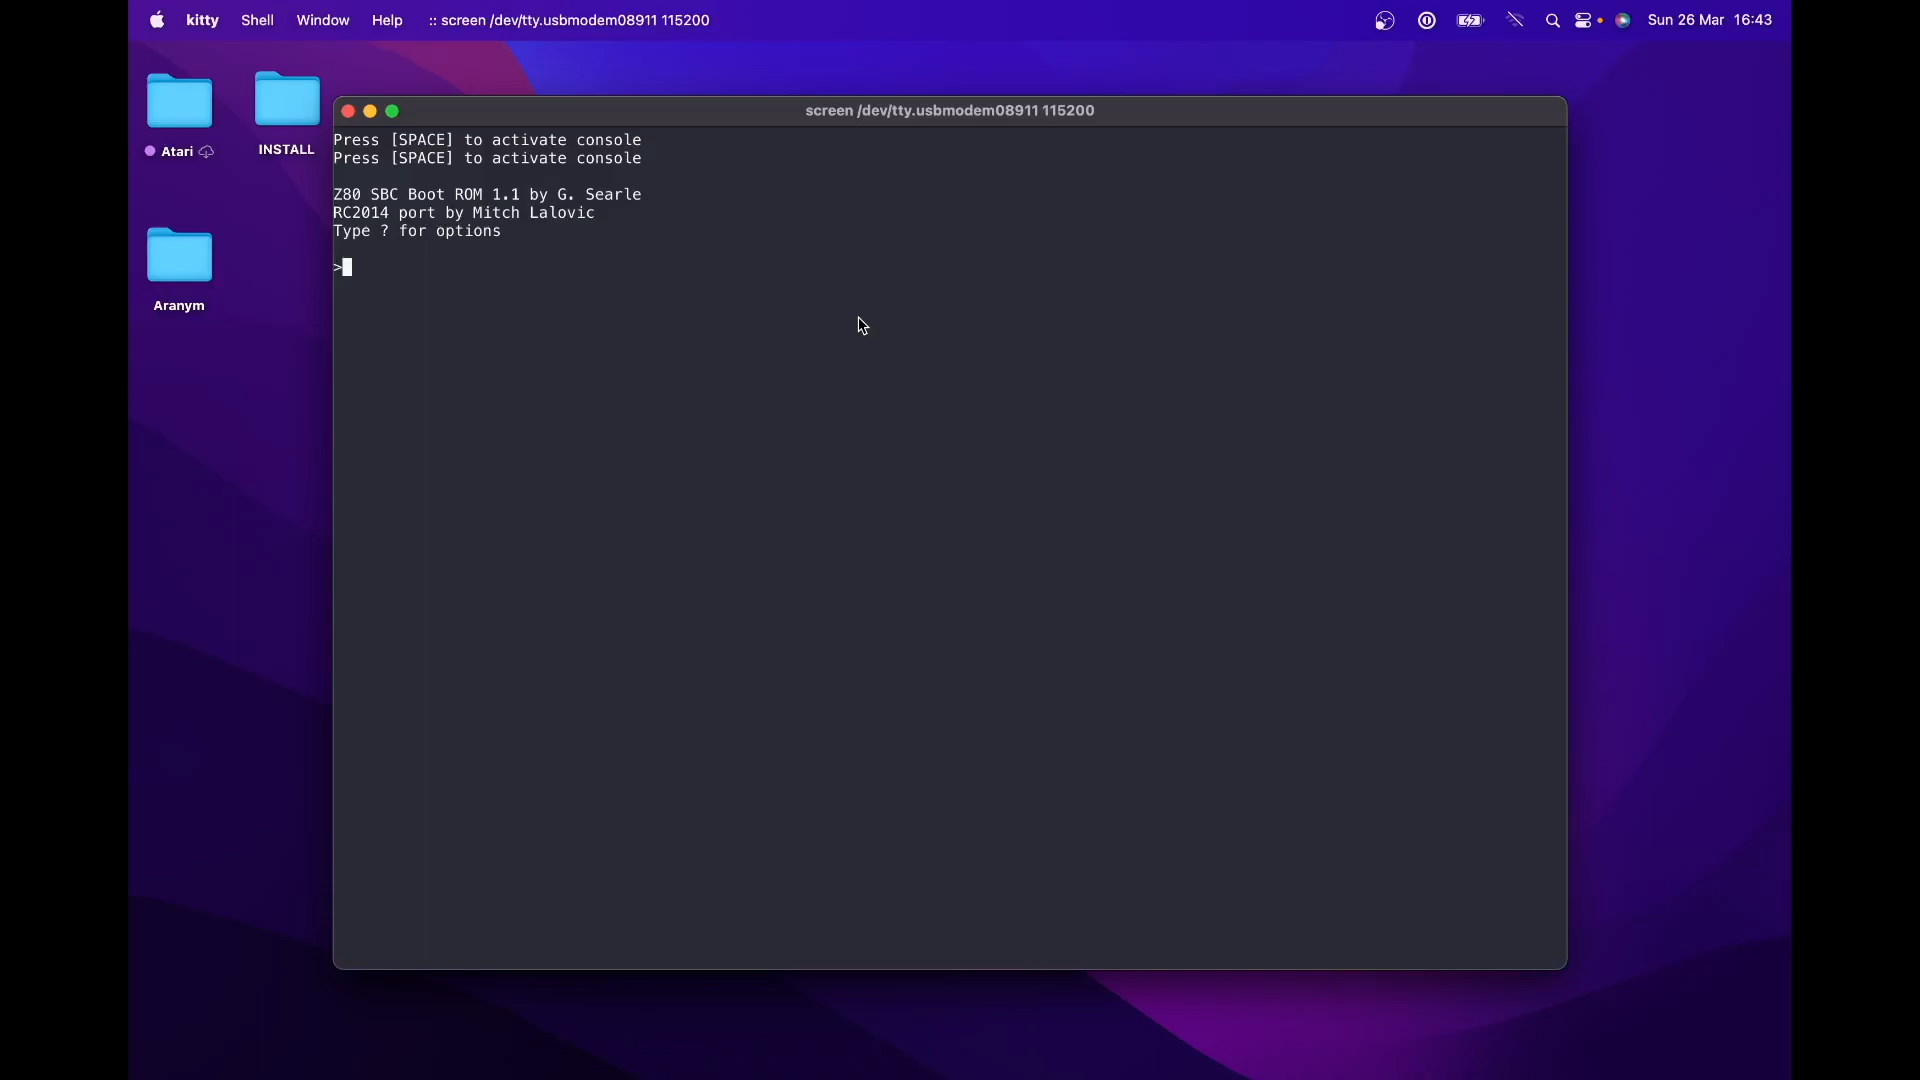 kitty Shell Window Help :: screen /dev/tty.usbmodem08911 115200 Sun 26 Mar 16:43
screen /dev/tty.usbmodem08911 115200
Press [SPACE] to activate console
Press [SPACE] to activate console
Z80 SBC Boot ROM 1.1 by G. Searle
RC2014 port by Mitch Lalovic
Type ? for options
>
Atari
INSTALL
Aranym